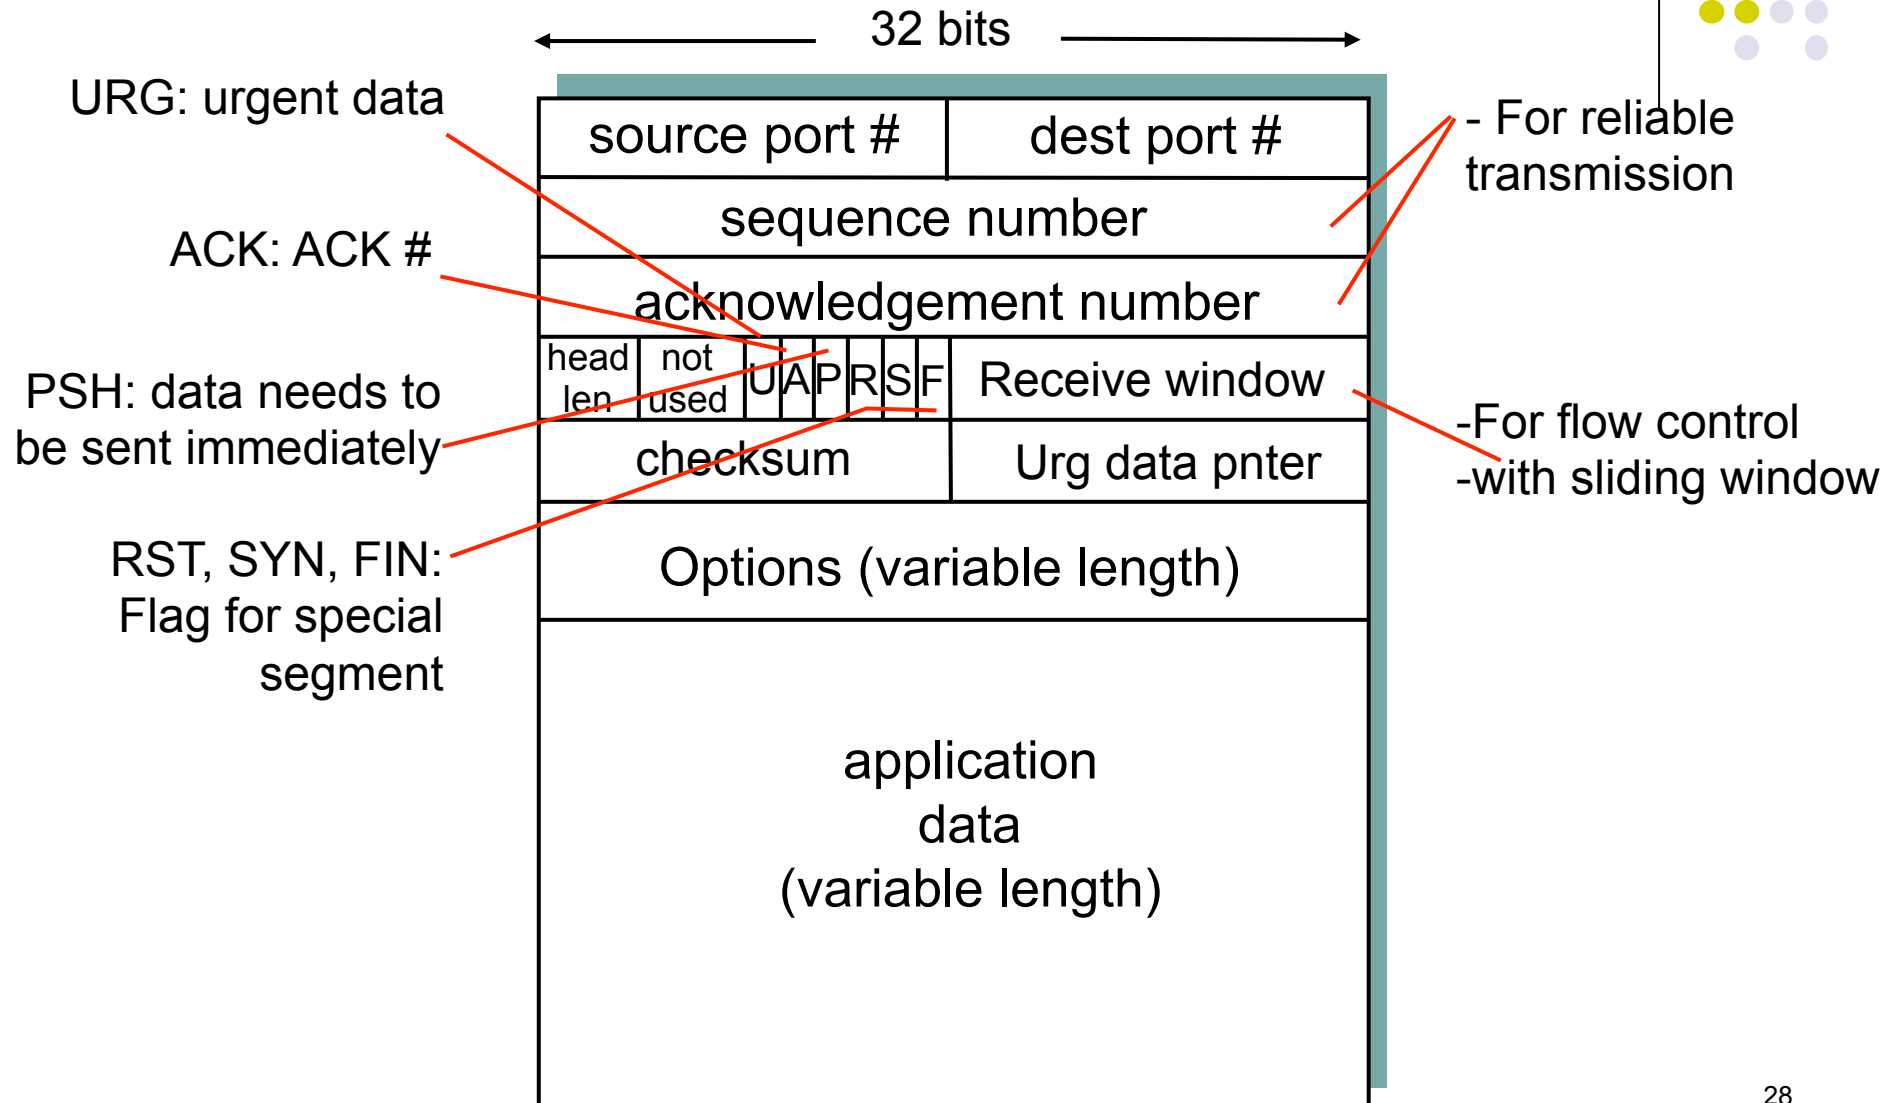 32 bits
URG: urgent data
ACK: ACK #
PSH: data needs to
be sent immediately
RST, SYN, FIN:
Flag for special
segment
source port # dest port #
sequence number
acknowledgement number
head
len
not
used
U A P R S F
Receive window
checksum Urg data pnter
Options (variable length)
application
data
(variable length)
- For reliable
transmission
-For flow control
-with sliding window
28